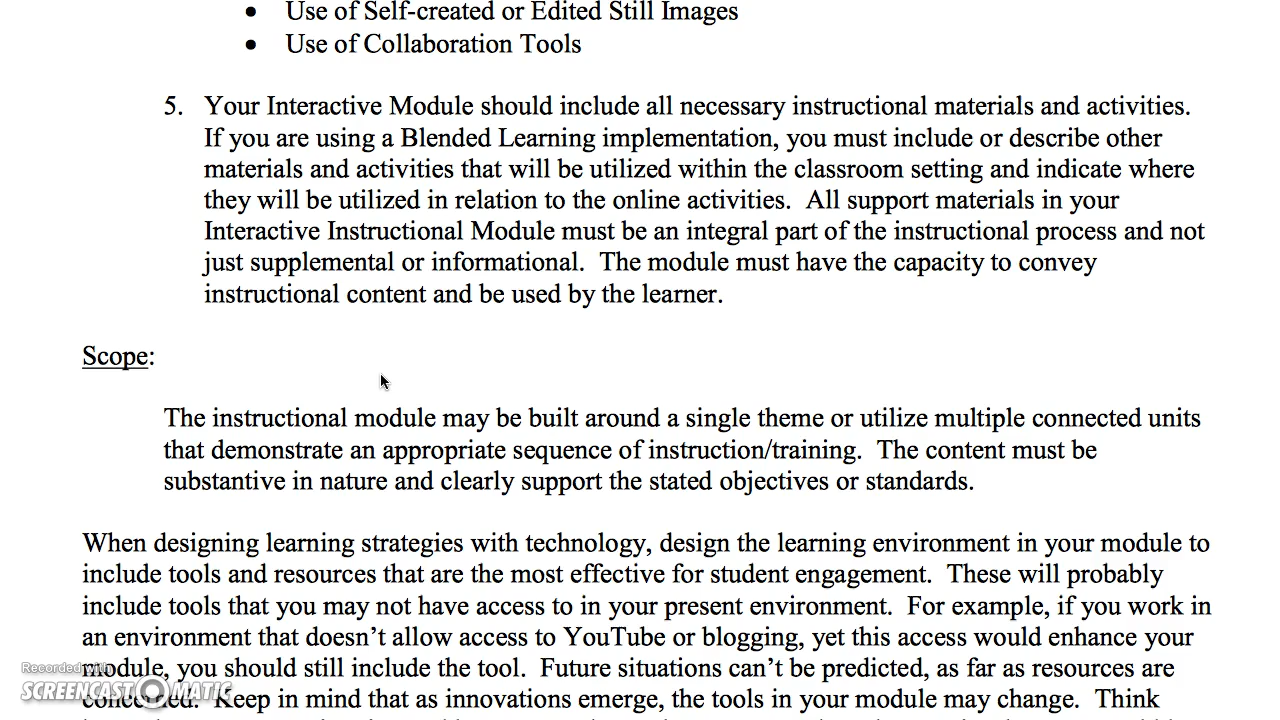 • Use of Self-created or Edited Still Images
• Use of Collaboration Tools
5. Your Interactive Module should include all necessary instructional materials and activities.
If you are using a Blended Learning implementation, you must include or describe other
materials and activities that will be utilized within the classroom setting and indicate where
they will be utilized in relation to the online activities.  All support materials in your
Interactive Instructional Module must be an integral part of the instructional process and not
just supplemental or informational.  The module must have the capacity to convey
instructional content and be used by the learner.
Scope:
The instructional module may be built around a single theme or utilize multiple connected units
that demonstrate an appropriate sequence of instruction/training.  The content must be
substantive in nature and clearly support the stated objectives or standards.
When designing learning strategies with technology, design the learning environment in your module to
include tools and resources that are the most effective for student engagement.  These will probably
include tools that you may not have access to in your present environment.  For example, if you work in
an environment that doesn't allow access to YouTube or blogging, yet this access would enhance your
module, you should still include the tool.  Future situations can't be predicted, as far as resources are
concerned.  Keep in mind that as innovations emerge, the tools in your module may change.  Think
Recorded with
SCREENCAST-O-MATIC